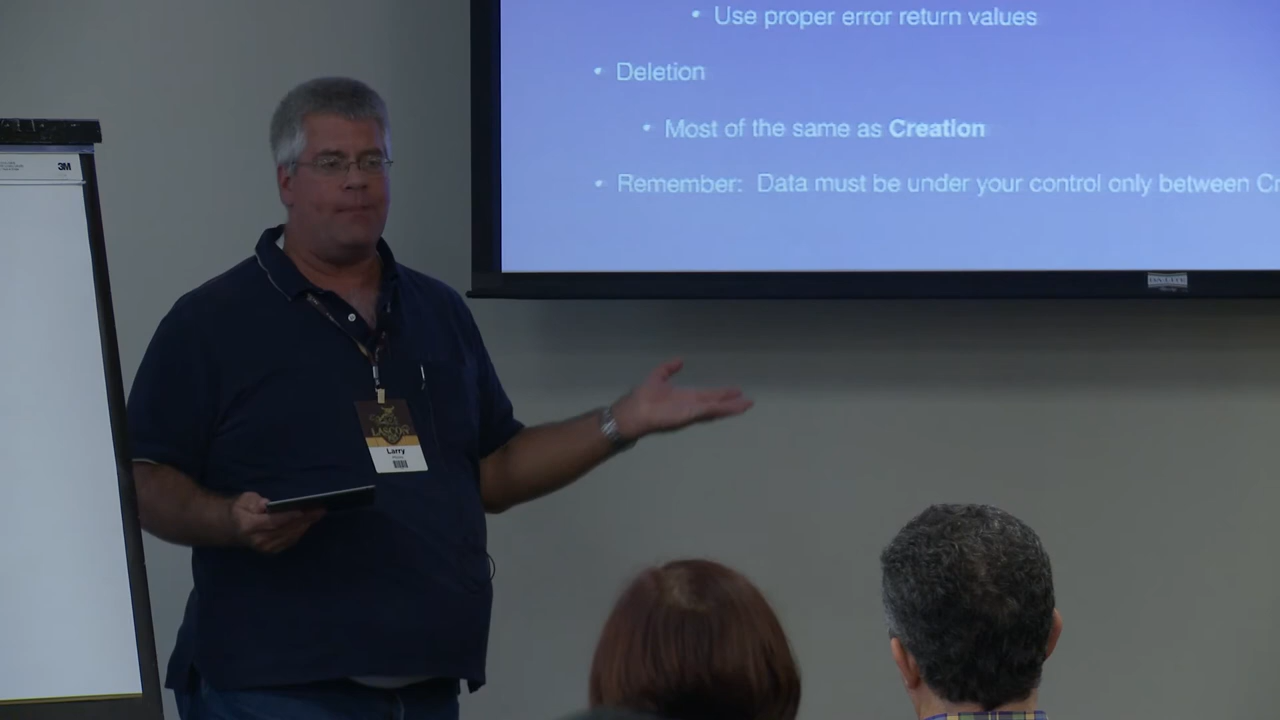 • Use proper error return values
• Deletion
• Most of the same as Creation
• Remember: Data must be under your control only between Cr
3M
LASCON
Larry